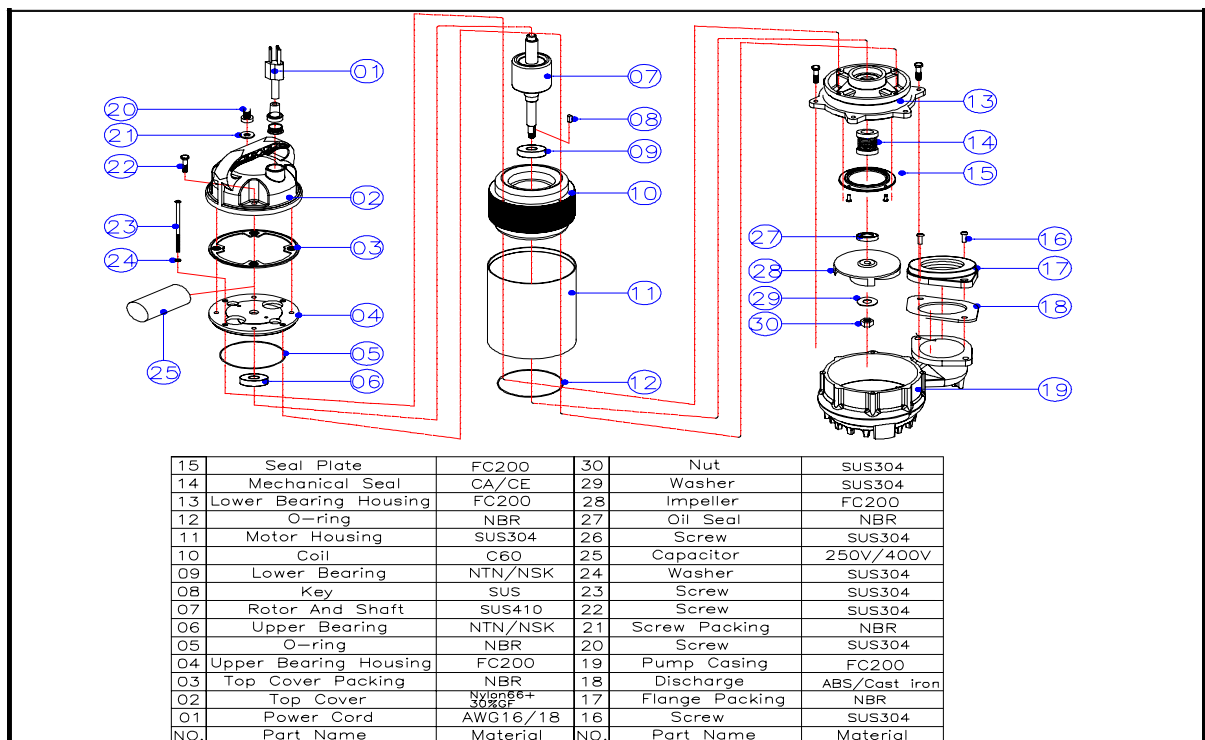 01
07
20
13
08
21
14
09
22
15
02
10
23
27
16
03
24
28
17
11
29
18
04
30
05
25
06
12
19
15 Seal Plate FC200 30 Nut SUS304
14 Mechanical Seal CA/CE 29 Washer SUS304
13 Lower Bearing Housing FC200 28 Impeller FC200
12 O-ring NBR 27 Oil Seal NBR
11 Motor Housing SUS304 26 Screw SUS304
10 Coil C60 25 Capacitor 250V/400V
09 Lower Bearing NTN/NSK 24 Washer SUS304
08 Key SUS 23 Screw SUS304
07 Rotor And Shaft SUS410 22 Screw SUS304
06 Upper Bearing NTN/NSK 21 Screw Packing NBR
05 O-ring NBR 20 Screw SUS304
04 Upper Bearing Housing FC200 19 Pump Casing FC200
03 Top Cover Packing NBR 18 Discharge ABS/Cast iron
02 Top Cover Nylon66+ 30%GF 17 Flange Packing NBR
01 Power Cord AWG16/18 16 Screw SUS304
NO. Part Name Material NO. Part Name Material